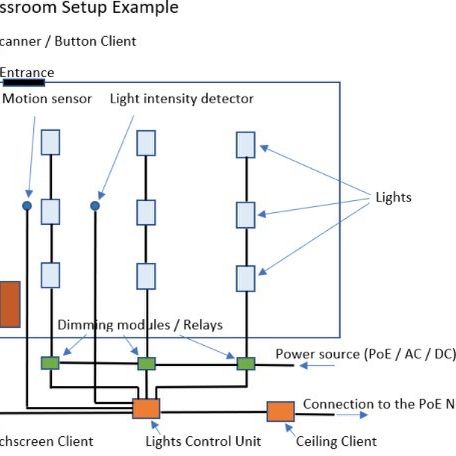 ssroom Setup Example
canner / Button Client
Entrance
Motion sensor Light intensity detector
Lights
Dimming modules / Relays
Power source (PoE / AC / DC)
Connection to the PoE N
chscreen Client Lights Control Unit Ceiling Client